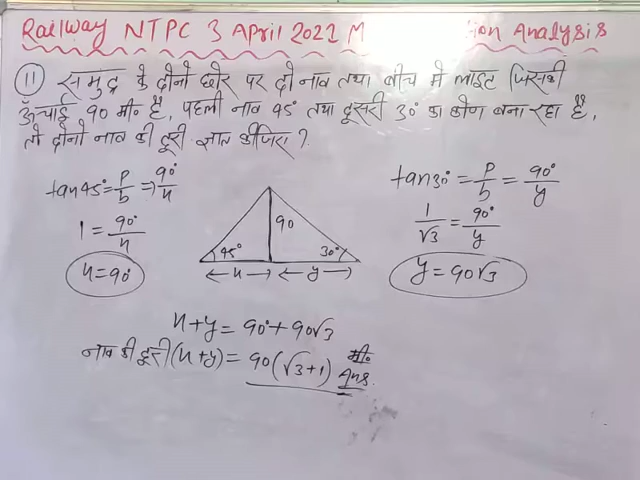 Railway NTPC 3 April 2022 M ion Analysis
(11) समुद्र के दोनो छोर पर दो नाव तथा बीच मे लाइट जिसकी
ऊँचाई 90 मी० है, पहली नाव 45° तथा दूसरी 30° का कोण बना रहा है,
तो दोनो नाव की दूरी ज्ञात कीजिए?
tan45° = P/b ⇒ 90°/x
1 = 90°/x
x = 90°
90
45° 30°
← x → ← y →
tan30° = P/b = 90°/y
1/√3 = 90°/y
y = 90√3
x+y = 90°+90√3
नाव की दूरी (x+y) = 90(√3+1) मी० Ans